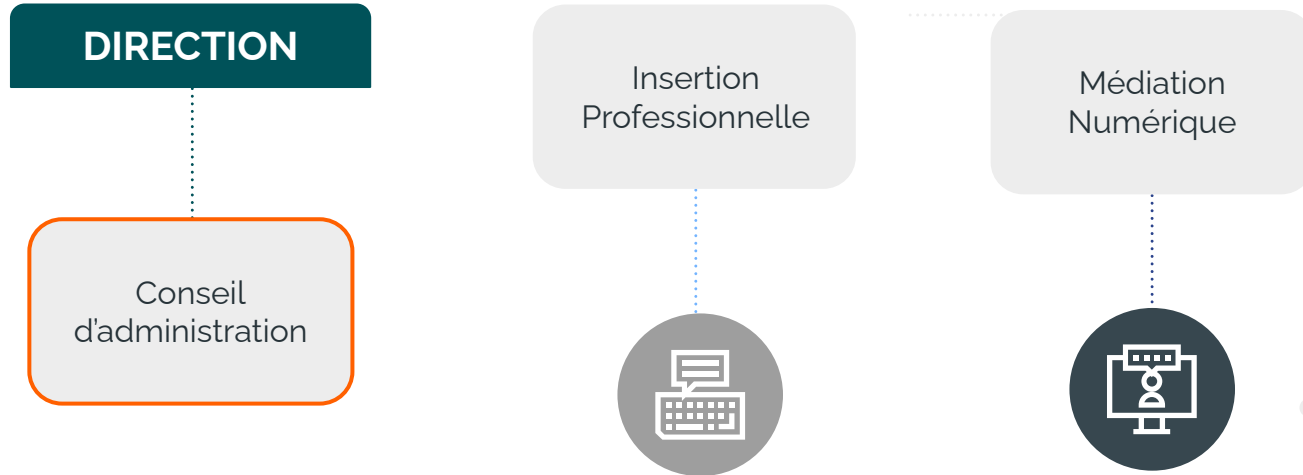 DIRECTION
Conseil
d'administration
Insertion
Professionnelle
Médiation
Numérique